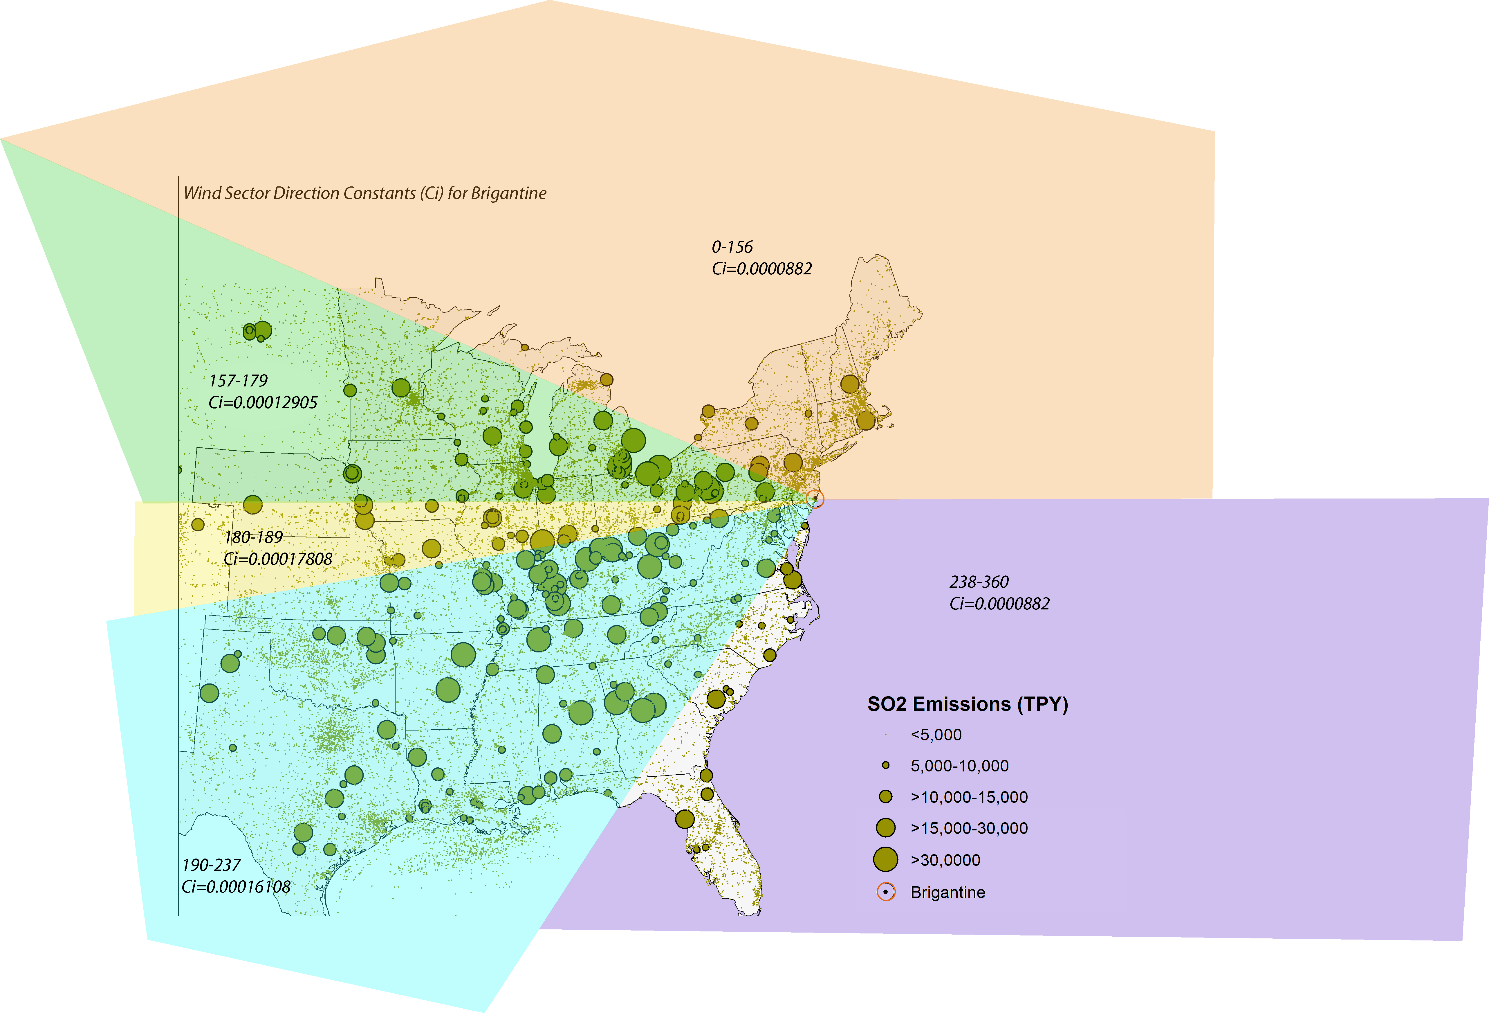 Wind Sector Direction Constants (Ci) for Brigantine
0-156
Ci=0.0000882
157-179
Ci=0.00012905
180-189
Ci=0.00017808
238-360
Ci=0.0000882
190-237
Ci=0.00016108
SO2 Emissions (TPY)
<5,000
5,000-10,000
>10,000-15,000
>15,000-30,000
>30,0000
Brigantine